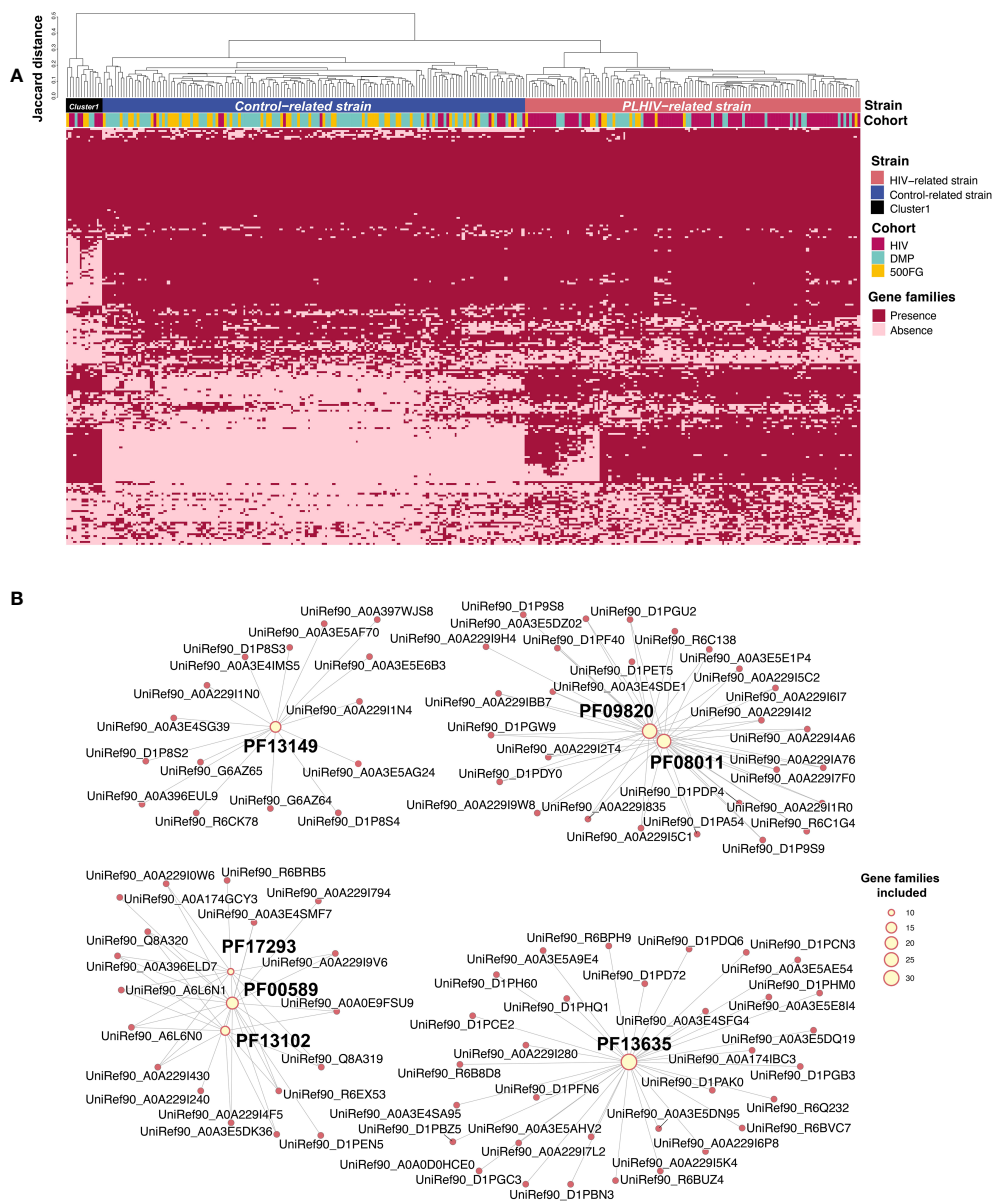 A
Jaccard distance
0.0
0.1
0.2
0.3
0.4
0.5
Cluster1
Control−related strain
PLHIV−related strain
Strain
Cohort
Strain
HIV−related strain
Control−related strain
Cluster1
Cohort
HIV
DMP
500FG
Gene families
Presence
Absence
B
UniRef90_A0A397WJS8
UniRef90_A0A3E5AF70
UniRef90_D1P8S3
UniRef90_A0A3E4IMS5
UniRef90_A0A3E5E6B3
UniRef90_A0A229I1N0
UniRef90_A0A229I1N4
UniRef90_A0A3E4SG39
PF13149
UniRef90_D1P8S2
UniRef90_G6AZ65
UniRef90_A0A3E5AG24
UniRef90_A0A396EUL9
UniRef90_G6AZ64
UniRef90_R6CK78
UniRef90_D1P8S4
UniRef90_D1P9S8
UniRef90_D1PGU2
UniRef90_A0A3E5DZ02
UniRef90_A0A229I9H4
UniRef90_D1PF40
UniRef90_R6C138
UniRef90_A0A3E5E1P4
UniRef90_D1PET5
UniRef90_A0A229I5C2
UniRef90_A0A3E4SDE1
UniRef90_A0A229I6I7
UniRef90_A0A229IBB7
PF09820
UniRef90_A0A229I4I2
UniRef90_D1PGW9
UniRef90_A0A229I4A6
UniRef90_A0A229I2T4
PF08011
UniRef90_A0A229IA76
UniRef90_D1PDY0
UniRef90_A0A229I7F0
UniRef90_D1PDP4
UniRef90_A0A229I9W8
UniRef90_A0A229I835
UniRef90_A0A229I1R0
UniRef90_D1PA54
UniRef90_R6C1G4
UniRef90_A0A229I5C1
UniRef90_D1P9S9
UniRef90_A0A229I0W6
UniRef90_R6BRB5
UniRef90_A0A174GCY3
UniRef90_A0A229I794
UniRef90_A0A3E4SMF7
UniRef90_Q8A320
PF17293
UniRef90_A0A396ELD7
UniRef90_A0A229I9V6
UniRef90_A6L6N1
PF00589
UniRef90_A0A0E9FSU9
UniRef90_A6L6N0
PF13102
UniRef90_Q8A319
UniRef90_A0A229I430
UniRef90_R6EX53
UniRef90_A0A229I240
UniRef90_A0A229I4F5
UniRef90_A0A3E5DK36
UniRef90_D1PEN5
UniRef90_R6BPH9
UniRef90_D1PDQ6
UniRef90_D1PCN3
UniRef90_A0A3E5A9E4
UniRef90_A0A3E5AE54
UniRef90_D1PH60
UniRef90_D1PD72
UniRef90_D1PHM0
UniRef90_D1PHQ1
UniRef90_A0A3E5E8I4
UniRef90_D1PCE2
UniRef90_A0A3E4SFG4
UniRef90_A0A3E5DQ19
PF13635
UniRef90_A0A229I280
UniRef90_A0A174IBC3
UniRef90_R6B8D8
UniRef90_D1PGB3
UniRef90_D1PFN6
UniRef90_D1PAK0
UniRef90_A0A3E4SA95
UniRef90_A0A3E5DN95
UniRef90_R6Q232
UniRef90_D1PBZ5
UniRef90_A0A3E5AHV2
UniRef90_R6BVC7
UniRef90_A0A229I7L2
UniRef90_A0A229I6P8
UniRef90_A0A0D0HCE0
UniRef90_A0A229I5K4
UniRef90_D1PGC3
UniRef90_R6BUZ4
UniRef90_D1PBN3
Gene families
included
10
15
20
25
30